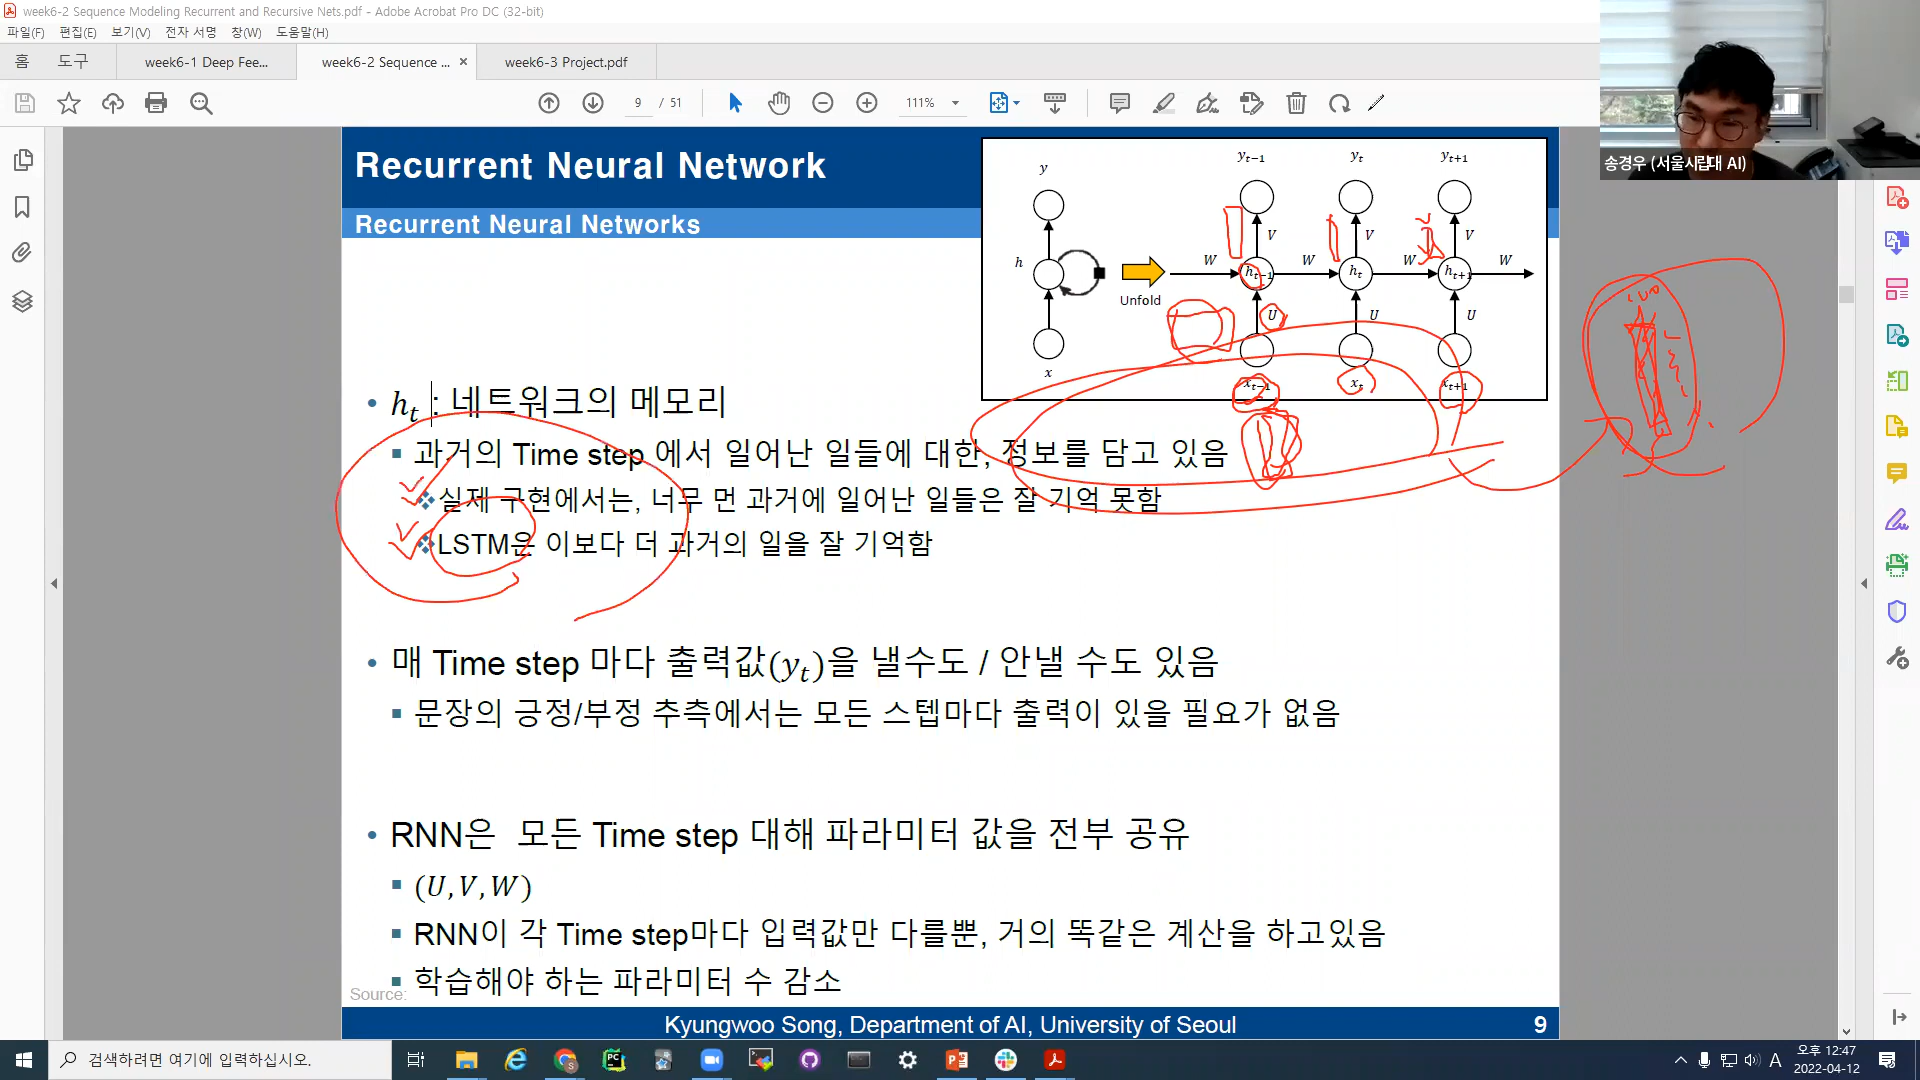 week6-2 Sequence Modeling Recurrent and Recursive Nets.pdf - Adobe Acrobat Pro DC (32-bit)
파일(F) 편집(E) 보기(V) 전자 서명 창(W) 도움말(H)
홈 도구 week6-1 Deep Fee... week6-2 Sequence ... × week6-3 Project.pdf
9 / 51 111%
송경우 (서울시립대 AI)
Recurrent Neural Network
Recurrent Neural Networks
y
h
x
Unfold
y_{t-1} y_t y_{t+1}
V V V
W W W W
h_{t-1} h_t h_{t+1}
U U U
x_{t-1} x_t x_{t+1}
• h_t : 네트워크의 메모리
▪ 과거의 Time step 에서 일어난 일들에 대한, 정보를 담고 있음
❖ 실제 구현에서는, 너무 먼 과거에 일어난 일들은 잘 기억 못함
❖ LSTM은 이보다 더 과거의 일을 잘 기억함
• 매 Time step 마다 출력값(y_t)을 낼수도 / 안낼 수도 있음
▪ 문장의 긍정/부정 추측에서는 모든 스텝마다 출력이 있을 필요가 없음
• RNN은 모든 Time step 대해 파라미터 값을 전부 공유
▪ (U, V, W)
▪ RNN이 각 Time step마다 입력값만 다를뿐, 거의 똑같은 계산을 하고있음
▪ 학습해야 하는 파라미터 수 감소
Source:
Kyungwoo Song, Department of AI, University of Seoul 9
검색하려면 여기에 입력하십시오.
A
오후 12:47
2022-04-12